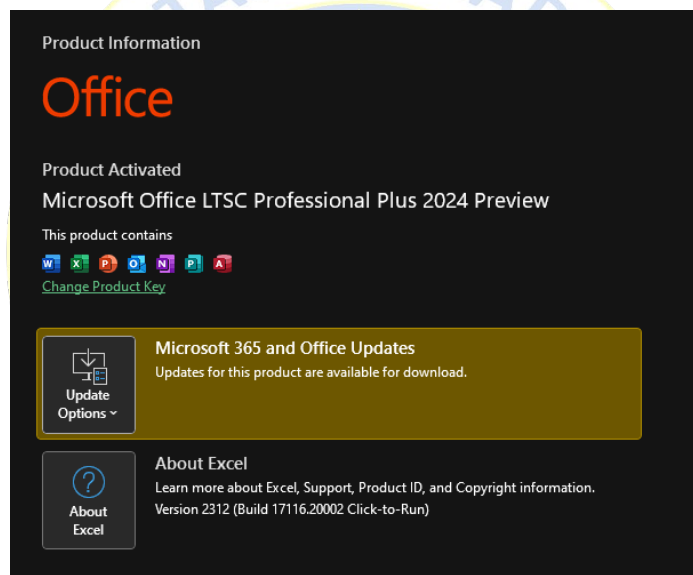 Product Information
Office
Product Activated
Microsoft Office LTSC Professional Plus 2024 Preview
This product contains
W X P O N P A
Change Product Key
Microsoft 365 and Office Updates
Updates for this product are available for download.
Update
Options
About Excel
Learn more about Excel, Support, Product ID, and Copyright information.
Version 2312 (Build 17116.20002 Click-to-Run)
?
About
Excel